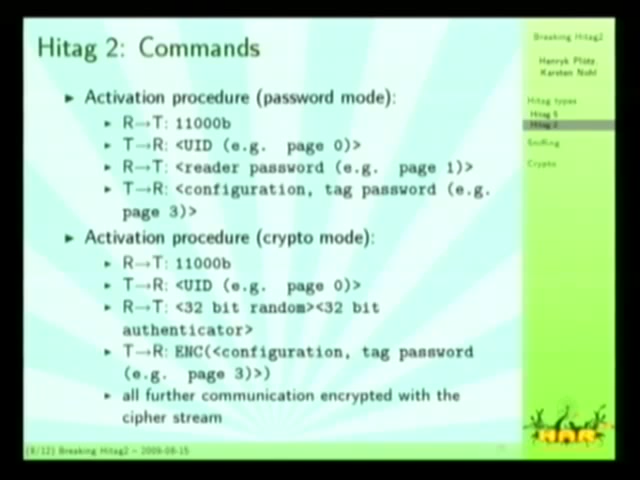 Hitag 2: Commands
► Activation procedure (password mode):
► R→T: 11000b
► T→R: <UID (e.g. page 0)>
► R→T: <reader password (e.g. page 1)>
► T→R: <configuration, tag password (e.g.
page 3)>
► Activation procedure (crypto mode):
► R→T: 11000b
► T→R: <UID (e.g. page 0)>
► R→T: <32 bit random><32 bit
authenticator>
► T→R: ENC(<configuration, tag password
(e.g. page 3)>)
► all further communication encrypted with the
cipher stream
(8/12) Breaking Hitag2 – 2009-08-15
Breaking Hitag2
Henryk Plötz,
Karsten Nohl
Hitag types
Hitag S
Hitag 2
Sniffing
Crypto
HAR